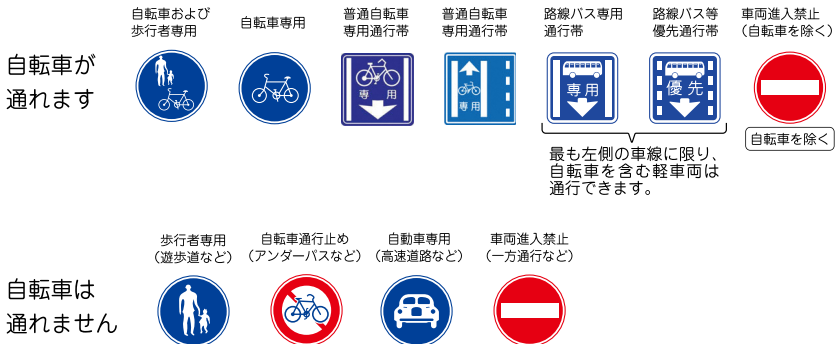 自転車および
歩行者専用
自転車専用
普通自転車
専用通行帯
普通自転車
専用通行帯
路線バス専用
通行帯
路線バス等
優先通行帯
車両進入禁止
（自転車を除く）
自転車が
通れます
専用
専用
専用
優先
自転車を除く
最も左側の車線に限り、
自転車を含む軽車両は
通行できます。
歩行者専用
（遊歩道など）
自転車通行止め
（アンダーパスなど）
自動車専用
（高速道路など）
車両進入禁止
（一方通行など）
自転車は
通れません